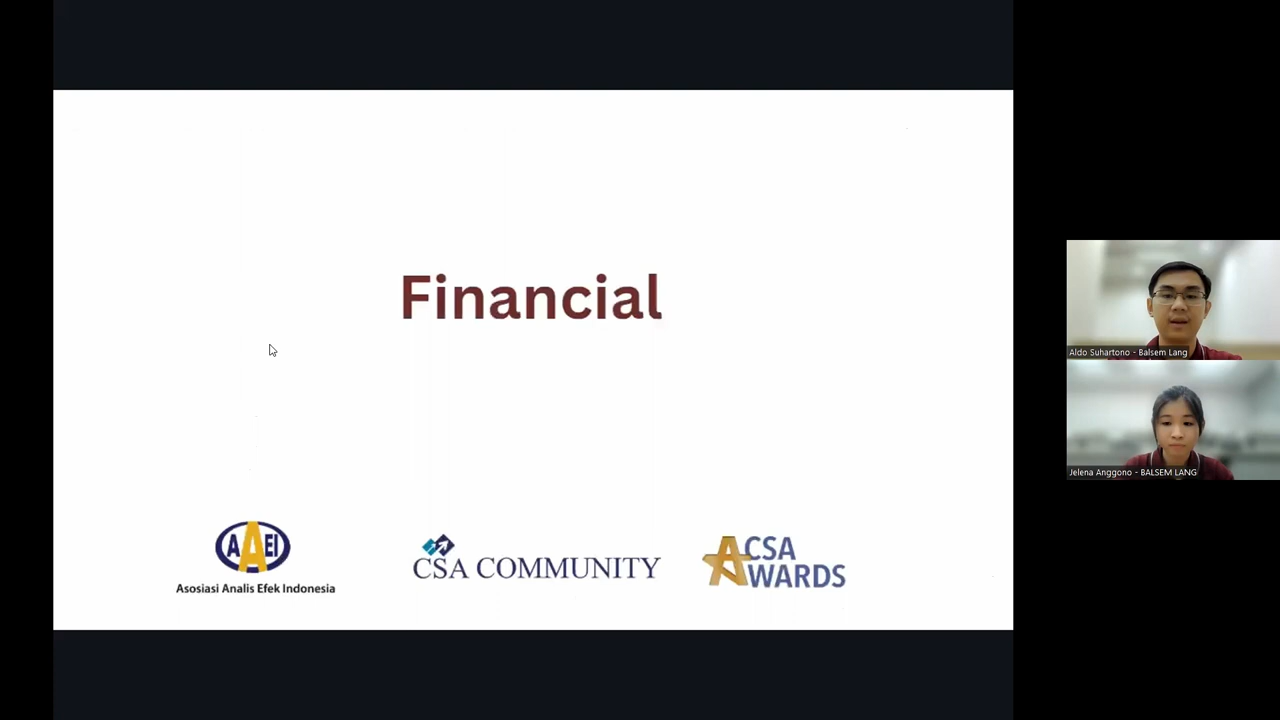 Financial
AAEI
Asosiasi Analis Efek Indonesia
CSA COMMUNITY
CSA
AWARDS
Aldo Suhartono - Balsem Lang
Jelena Anggono - BALSEM LANG